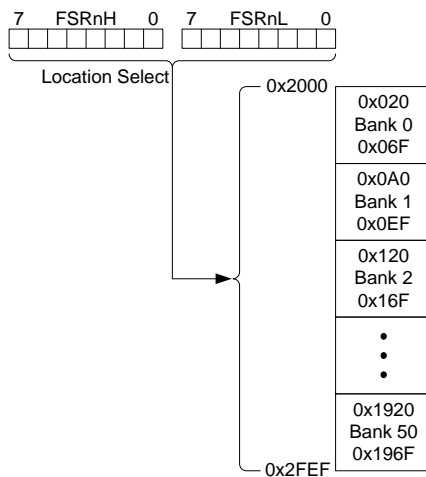 7 FSRnH 0 7 FSRnL 0
Location Select
0x2000
0x020
Bank 0
0x06F
0x0A0
Bank 1
0x0EF
0x120
Bank 2
0x16F
0x1920
Bank 50
0x196F
0x2FEF